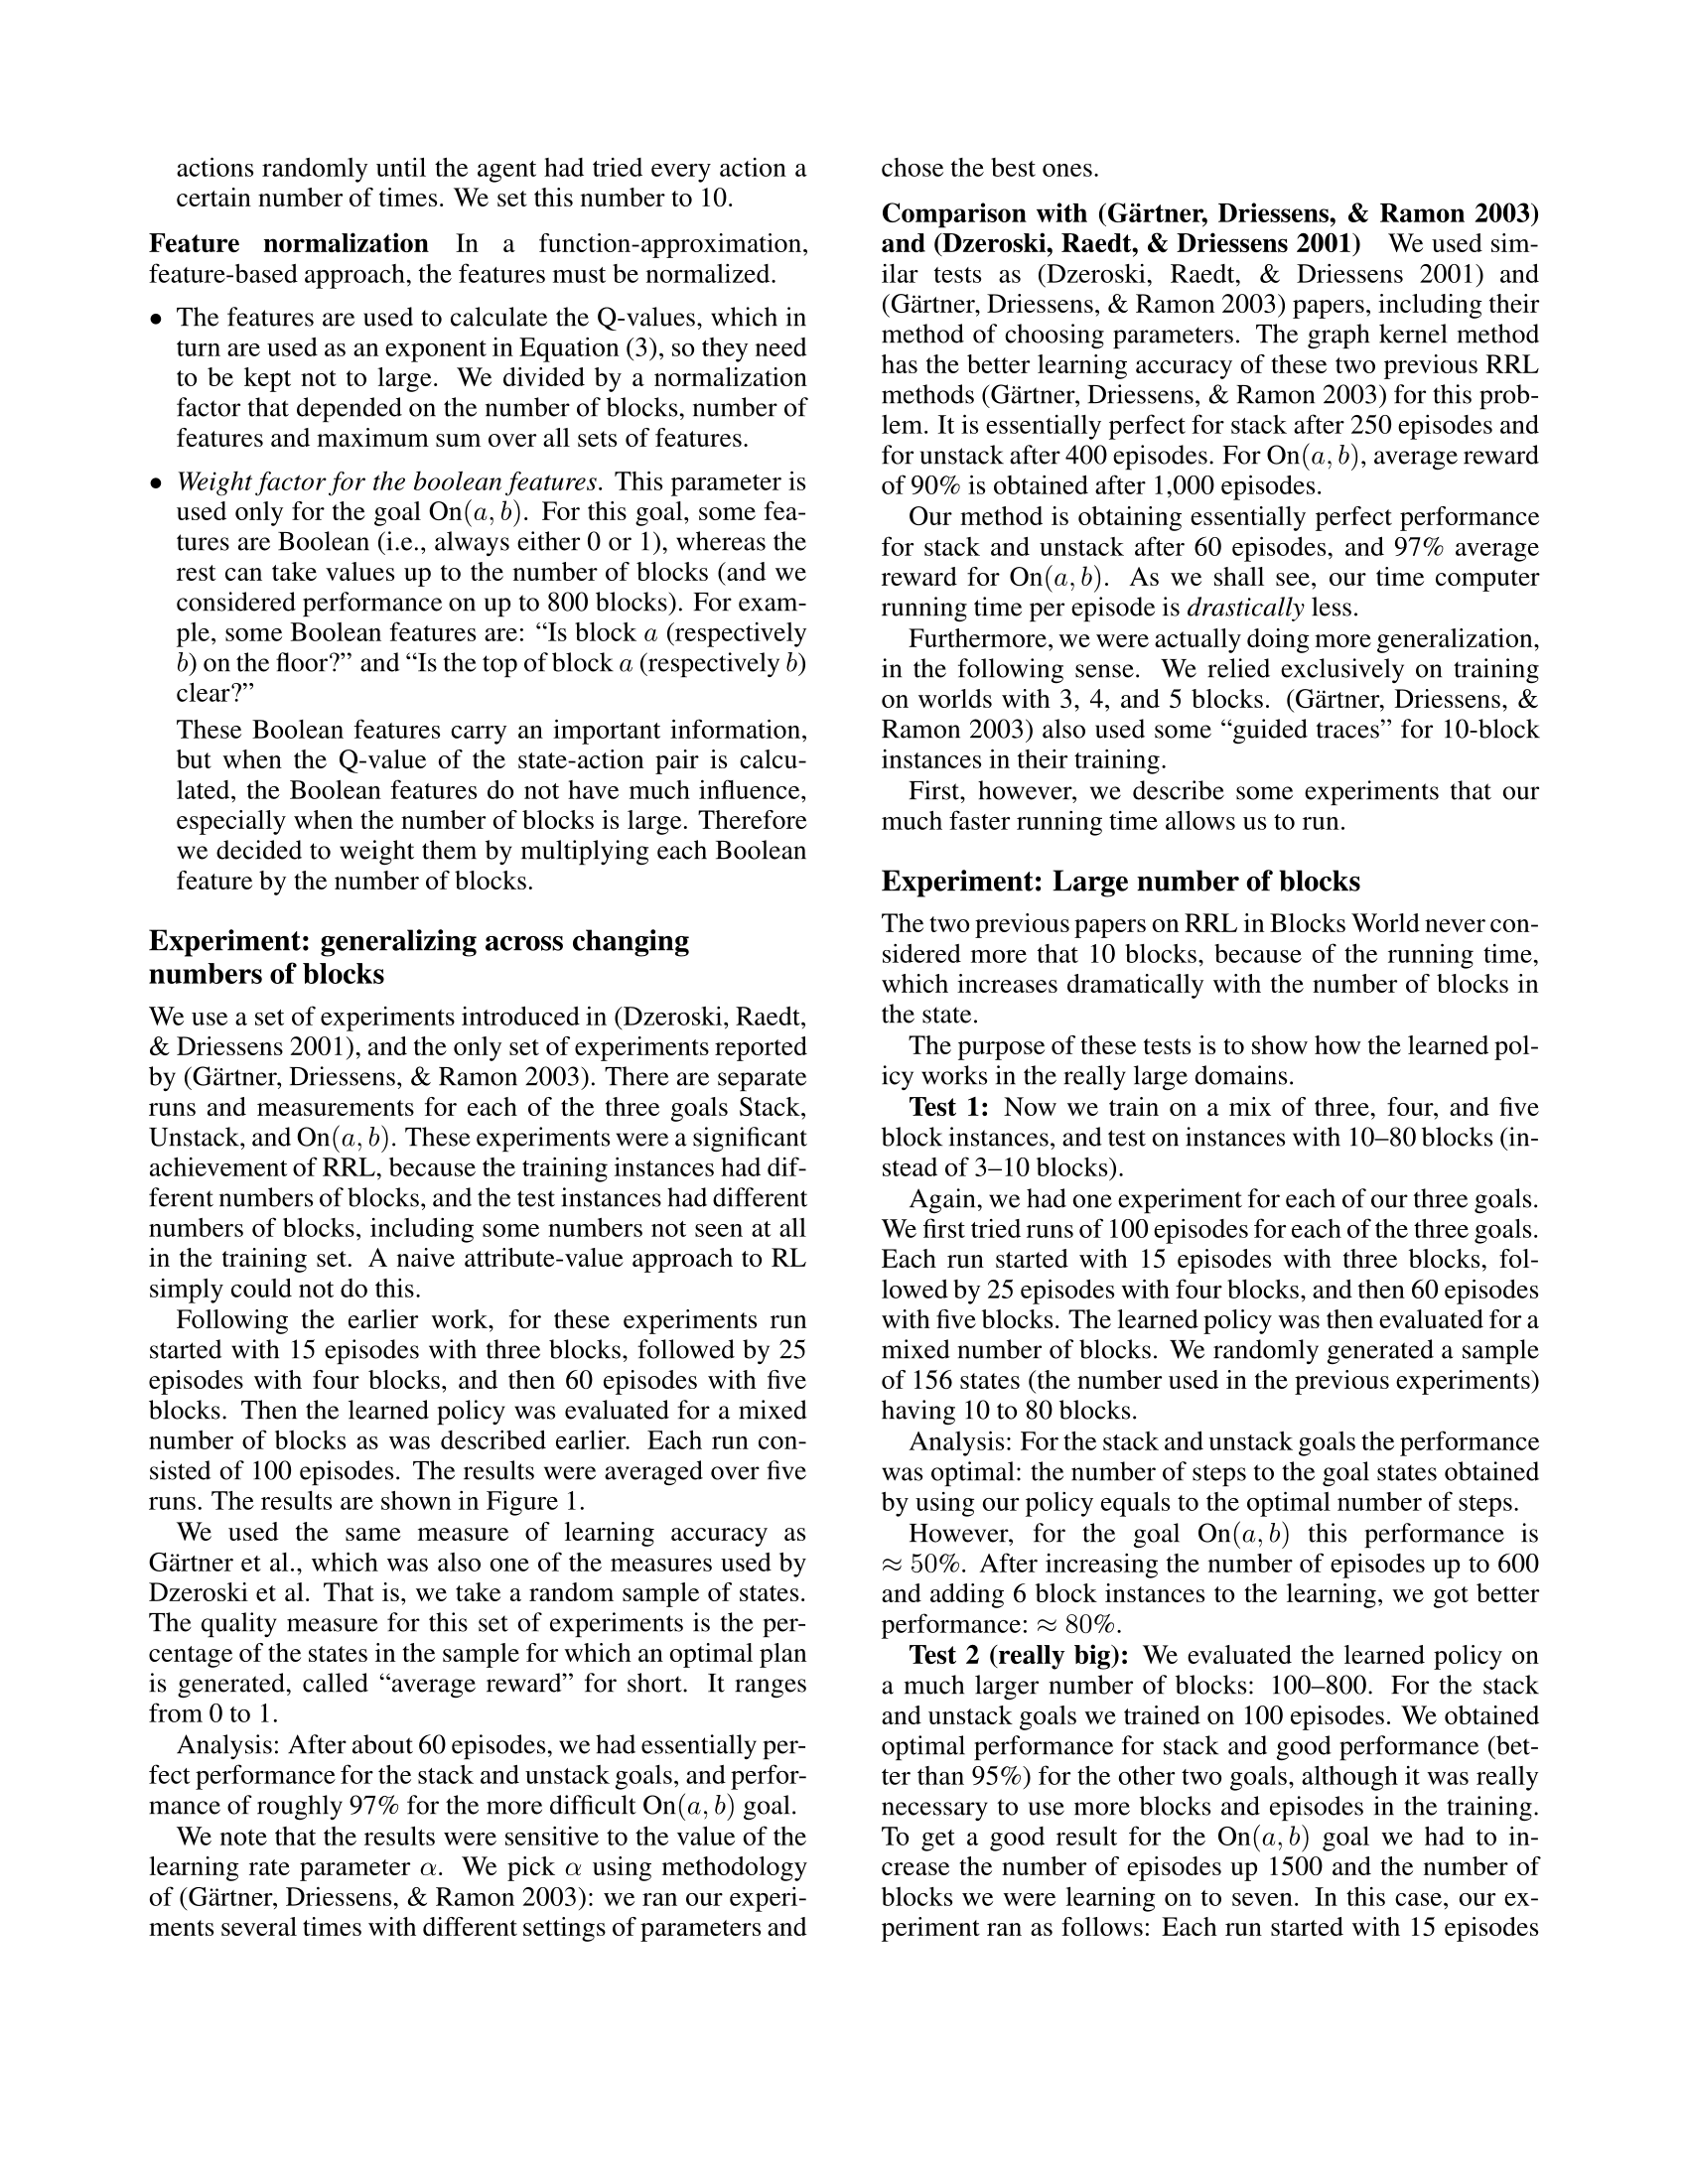 actions randomly until the agent had tried every action a
certain number of times. We set this number to 10.
Feature normalization In a function-approximation,
feature-based approach, the features must be normalized.
• The features are used to calculate the Q-values, which in
turn are used as an exponent in Equation (3), so they need
to be kept not to large. We divided by a normalization
factor that depended on the number of blocks, number of
features and maximum sum over all sets of features.
• Weight factor for the boolean features. This parameter is
used only for the goal On(a, b). For this goal, some fea-
tures are Boolean (i.e., always either 0 or 1), whereas the
rest can take values up to the number of blocks (and we
considered performance on up to 800 blocks). For exam-
ple, some Boolean features are: “Is block a (respectively
b) on the floor?” and “Is the top of block a (respectively b)
clear?”
These Boolean features carry an important information,
but when the Q-value of the state-action pair is calcu-
lated, the Boolean features do not have much influence,
especially when the number of blocks is large. Therefore
we decided to weight them by multiplying each Boolean
feature by the number of blocks.
Experiment: generalizing across changing
numbers of blocks
We use a set of experiments introduced in (Dzeroski, Raedt,
& Driessens 2001), and the only set of experiments reported
by (Gärtner, Driessens, & Ramon 2003). There are separate
runs and measurements for each of the three goals Stack,
Unstack, and On(a, b). These experiments were a significant
achievement of RRL, because the training instances had dif-
ferent numbers of blocks, and the test instances had different
numbers of blocks, including some numbers not seen at all
in the training set. A naive attribute-value approach to RL
simply could not do this.
Following the earlier work, for these experiments run
started with 15 episodes with three blocks, followed by 25
episodes with four blocks, and then 60 episodes with five
blocks. Then the learned policy was evaluated for a mixed
number of blocks as was described earlier. Each run con-
sisted of 100 episodes. The results were averaged over five
runs. The results are shown in Figure 1.
We used the same measure of learning accuracy as
Gärtner et al., which was also one of the measures used by
Dzeroski et al. That is, we take a random sample of states.
The quality measure for this set of experiments is the per-
centage of the states in the sample for which an optimal plan
is generated, called “average reward” for short. It ranges
from 0 to 1.
Analysis: After about 60 episodes, we had essentially per-
fect performance for the stack and unstack goals, and perfor-
mance of roughly 97% for the more difficult On(a, b) goal.
We note that the results were sensitive to the value of the
learning rate parameter α. We pick α using methodology
of (Gärtner, Driessens, & Ramon 2003): we ran our experi-
ments several times with different settings of parameters and
chose the best ones.
Comparison with (Gärtner, Driessens, & Ramon 2003)
and (Dzeroski, Raedt, & Driessens 2001) We used sim-
ilar tests as (Dzeroski, Raedt, & Driessens 2001) and
(Gärtner, Driessens, & Ramon 2003) papers, including their
method of choosing parameters. The graph kernel method
has the better learning accuracy of these two previous RRL
methods (Gärtner, Driessens, & Ramon 2003) for this prob-
lem. It is essentially perfect for stack after 250 episodes and
for unstack after 400 episodes. For On(a, b), average reward
of 90% is obtained after 1,000 episodes.
Our method is obtaining essentially perfect performance
for stack and unstack after 60 episodes, and 97% average
reward for On(a, b). As we shall see, our time computer
running time per episode is drastically less.
Furthermore, we were actually doing more generalization,
in the following sense. We relied exclusively on training
on worlds with 3, 4, and 5 blocks. (Gärtner, Driessens, &
Ramon 2003) also used some “guided traces” for 10-block
instances in their training.
First, however, we describe some experiments that our
much faster running time allows us to run.
Experiment: Large number of blocks
The two previous papers on RRL in Blocks World never con-
sidered more that 10 blocks, because of the running time,
which increases dramatically with the number of blocks in
the state.
The purpose of these tests is to show how the learned pol-
icy works in the really large domains.
Test 1: Now we train on a mix of three, four, and five
block instances, and test on instances with 10–80 blocks (in-
stead of 3–10 blocks).
Again, we had one experiment for each of our three goals.
We first tried runs of 100 episodes for each of the three goals.
Each run started with 15 episodes with three blocks, fol-
lowed by 25 episodes with four blocks, and then 60 episodes
with five blocks. The learned policy was then evaluated for a
mixed number of blocks. We randomly generated a sample
of 156 states (the number used in the previous experiments)
having 10 to 80 blocks.
Analysis: For the stack and unstack goals the performance
was optimal: the number of steps to the goal states obtained
by using our policy equals to the optimal number of steps.
However, for the goal On(a, b) this performance is
≈ 50%. After increasing the number of episodes up to 600
and adding 6 block instances to the learning, we got better
performance: ≈ 80%.
Test 2 (really big): We evaluated the learned policy on
a much larger number of blocks: 100–800. For the stack
and unstack goals we trained on 100 episodes. We obtained
optimal performance for stack and good performance (bet-
ter than 95%) for the other two goals, although it was really
necessary to use more blocks and episodes in the training.
To get a good result for the On(a, b) goal we had to in-
crease the number of episodes up 1500 and the number of
blocks we were learning on to seven. In this case, our ex-
periment ran as follows: Each run started with 15 episodes